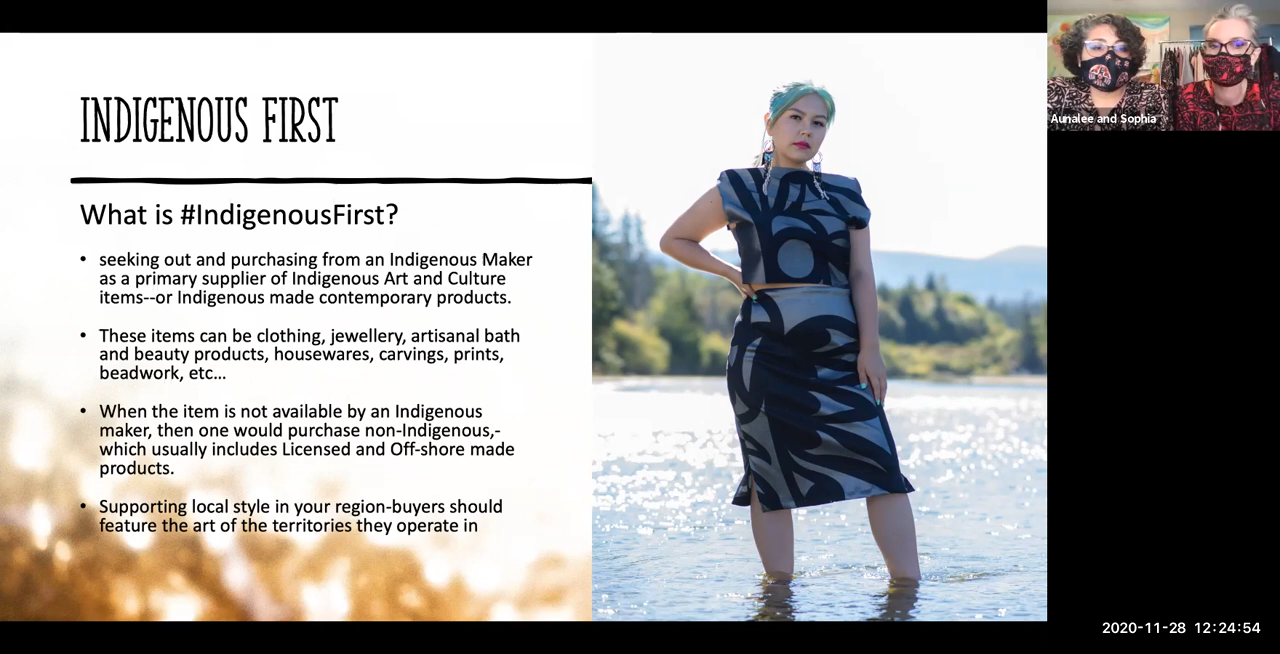 INDIGENOUS FIRST
What is #IndigenousFirst?
• seeking out and purchasing from an Indigenous Maker
as a primary supplier of Indigenous Art and Culture
items--or Indigenous made contemporary products.
• These items can be clothing, jewellery, artisanal bath
and beauty products, housewares, carvings, prints,
beadwork, etc...
• When the item is not available by an Indigenous
maker, then one would purchase non-Indigenous,-
which usually includes Licensed and Off-shore made
products.
• Supporting local style in your region-buyers should
feature the art of the territories they operate in
Aunalee and Sophia
2020-11-28 12:24:54